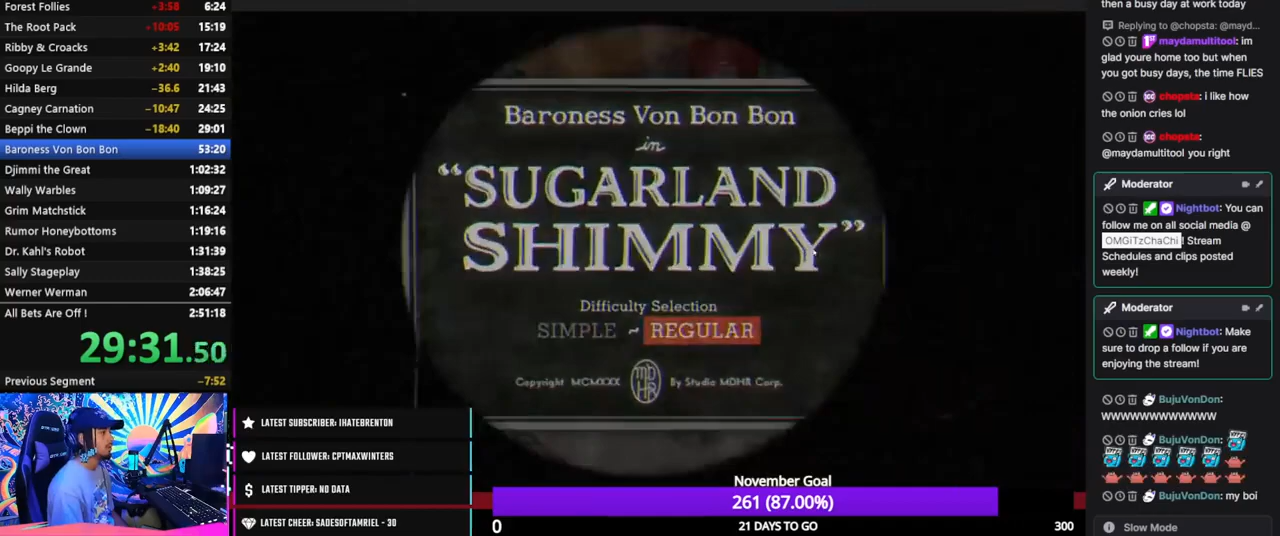 Forest Follies +3:58 6:24
The Root Pack +10:05 15:19
Ribby & Croacks +3:42 17:24
Goopy Le Grande +2:40 19:10
Hilda Berg -36.6 21:43
Cagney Carnation -10:47 24:25
Beppi the Clown -18:40 29:01
Baroness Von Bon Bon 53:20
Djimmi the Great 1:02:32
Wally Warbles 1:09:27
Grim Matchstick 1:16:24
Rumor Honeybottoms 1:19:16
Dr. Kahl's Robot 1:31:39
Sally Stageplay 1:38:25
Werner Werman 2:06:47
All Bets Are Off ! 2:51:18
29:31.50
Previous Segment -7:52
Baroness Von Bon Bon
in
"SUGARLAND
SHIMMY"
Difficulty Selection
SIMPLE ~ REGULAR
Copyright MCMXXX MDHR By Studio MDHR Corp.
LATEST SUBSCRIBER: IHATEBRENTON
LATEST FOLLOWER: CPTMAXWINTERS
LATEST TIPPER: NO DATA
LATEST CHEER: SADESOFTAMRIEL - 30
November Goal
261 (87.00%)
0 21 DAYS TO GO 300
then a busy day at work today
Replying to @chopsta: @mayd...
maydamultitool: im
glad youre home too but when
you got busy days, the time FLIES
chopsta: i like how
the onion cries lol
chopsta:
@maydamultitool you right
Moderator
Nightbot: You can
follow me on all social media @
OMGiTzChaChi ! Stream
Schedules and clips posted
weekly!
Moderator
Nightbot: Make
sure to drop a follow if you are
enjoying the stream!
BujuVonDon:
WWWWWWWWWWWW
BujuVonDon:
BujuVonDon: my boi
Slow Mode